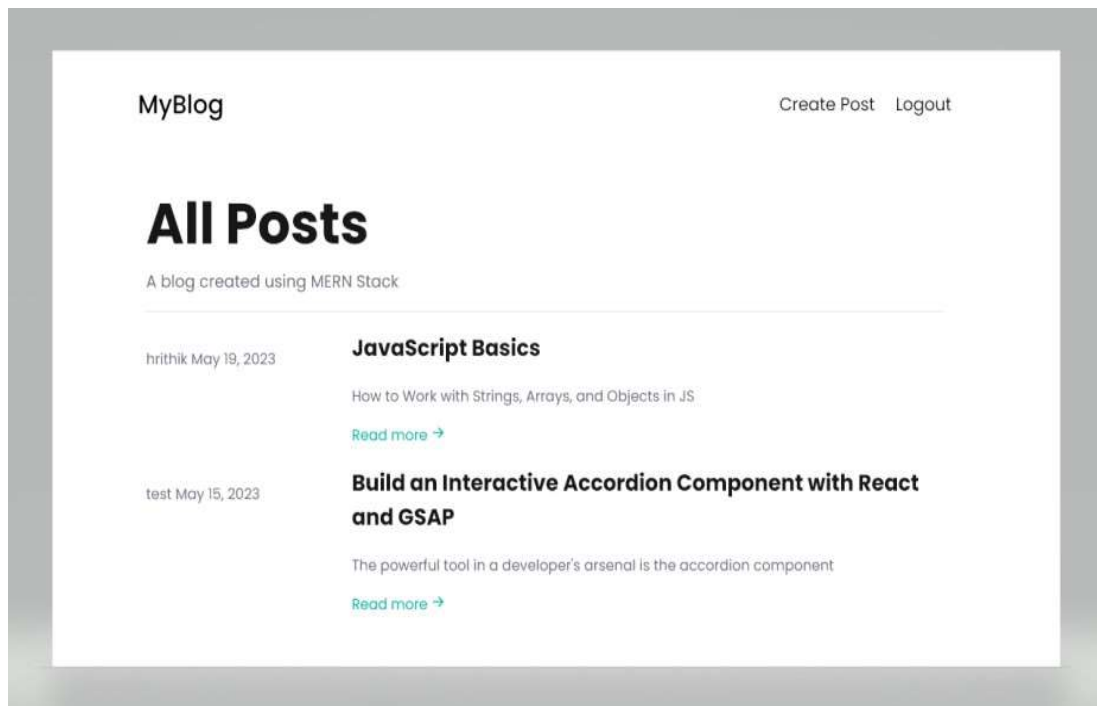 MyBlog
Create Post Logout
All Posts
A blog created using MERN Stack
hrithik May 19, 2023
JavaScript Basics
How to Work with Strings, Arrays, and Objects in JS
Read more →
test May 15, 2023
Build an Interactive Accordion Component with React
and GSAP
The powerful tool in a developer's arsenal is the accordion component
Read more →